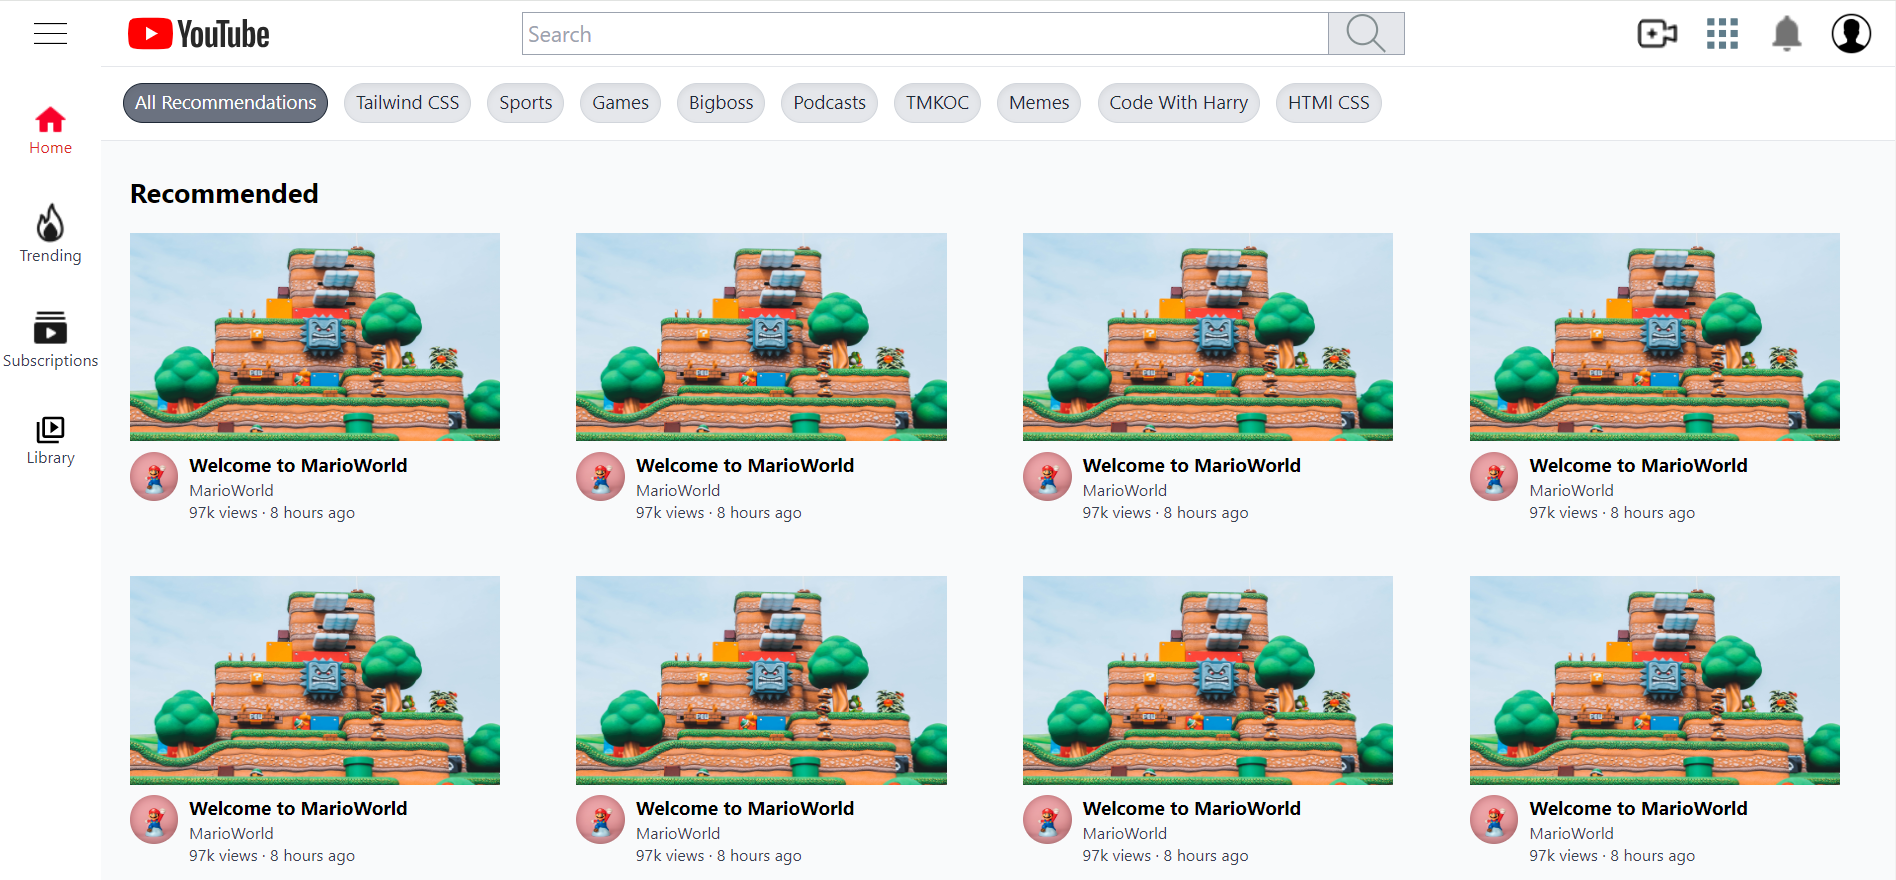 YouTube
Search
All Recommendations Tailwind CSS Sports Games Bigboss Podcasts TMKOC Memes Code With Harry HTMl CSS
Home
Trending
Subscriptions
Library
Recommended
Welcome to MarioWorld
MarioWorld
97k views · 8 hours ago
Welcome to MarioWorld
MarioWorld
97k views · 8 hours ago
Welcome to MarioWorld
MarioWorld
97k views · 8 hours ago
Welcome to MarioWorld
MarioWorld
97k views · 8 hours ago
Welcome to MarioWorld
MarioWorld
97k views · 8 hours ago
Welcome to MarioWorld
MarioWorld
97k views · 8 hours ago
Welcome to MarioWorld
MarioWorld
97k views · 8 hours ago
Welcome to MarioWorld
MarioWorld
97k views · 8 hours ago